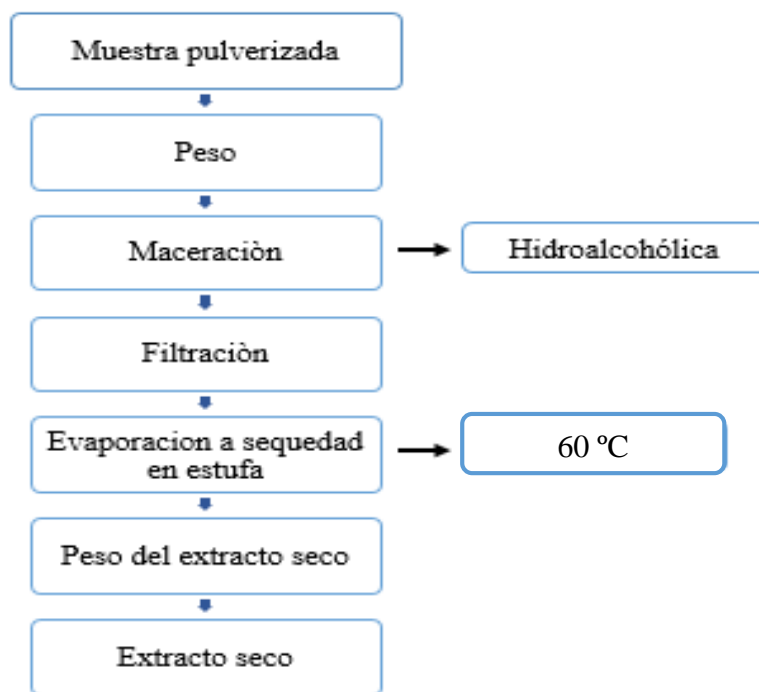 Muestra pulverizada
Peso
Maceraciòn
Hidroalcohólica
Filtraciòn
Evaporacion a sequedad
en estufa
60 ºC
Peso del extracto seco
Extracto seco